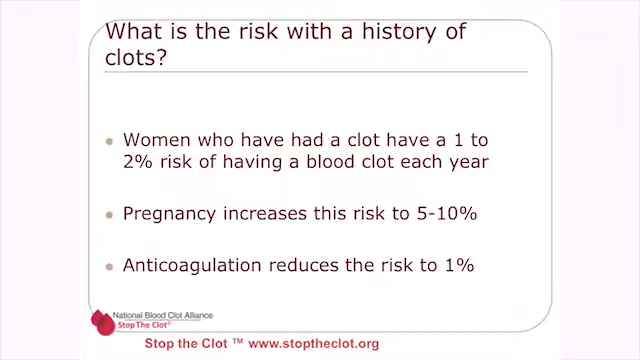 What is the risk with a history of
clots?
• Women who have had a clot have a 1 to
2% risk of having a blood clot each year
• Pregnancy increases this risk to 5-10%
• Anticoagulation reduces the risk to 1%
National Blood Clot Alliance
Stop The Clot®
Stop the Clot ™ www.stoptheclot.org